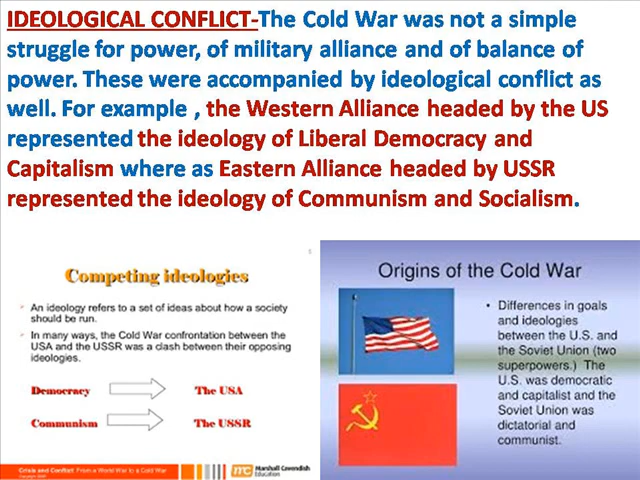 IDEOLOGICAL CONFLICT-The Cold War was not a simple
struggle for power, of military alliance and of balance of
power. These were accompanied by ideological conflict as
well. For example , the Western Alliance headed by the US
represented the ideology of Liberal Democracy and
Capitalism where as Eastern Alliance headed by USSR
represented the ideology of Communism and Socialism.
Competing ideologies
An ideology refers to a set of ideas about how a society
should be run.
In many ways, the Cold War confrontation between the
USA and the USSR was a clash between their opposing
ideologies.
Democracy The USA
Communism The USSR
Crisis and Conflict: From a World War to a Cold War
Marshall Cavendish
Education
Origins of the Cold War
• Differences in goals
and ideologies
between the U.S. and
the Soviet Union (two
superpowers.) The
U.S. was democratic
and capitalist and the
Soviet Union was
dictatorial and
communist.